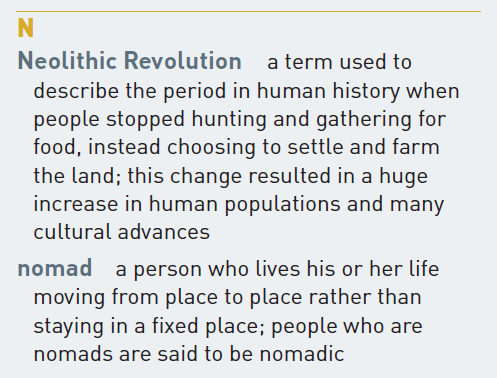 N
Neolithic Revolution a term used to
describe the period in human history when
people stopped hunting and gathering for
food, instead choosing to settle and farm
the land; this change resulted in a huge
increase in human populations and many
cultural advances
nomad a person who lives his or her life
moving from place to place rather than
staying in a fixed place; people who are
nomads are said to be nomadic